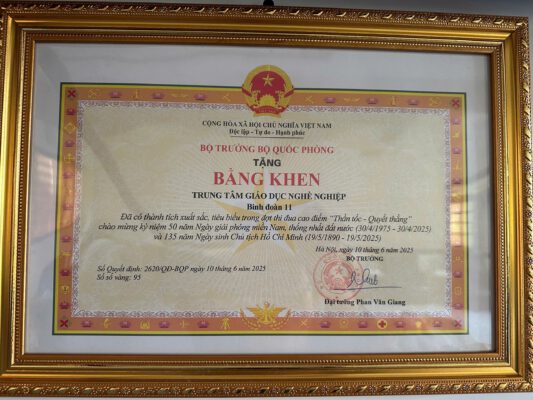 CỘNG HÒA XÃ HỘI CHỦ NGHĨA VIỆT NAM
Độc lập - Tự do - Hạnh phúc
BỘ TRƯỞNG BỘ QUỐC PHÒNG
TẶNG
BẰNG KHEN
TRUNG TÂM GIÁO DỤC NGHỀ NGHIỆP
Binh đoàn 11
Đã có thành tích xuất sắc, tiêu biểu trong đợt thi đua cao điểm "Thần tốc - Quyết thắng"
chào mừng kỷ niệm 50 năm Ngày giải phóng miền Nam, thống nhất đất nước (30/4/1975 - 30/4/2025)
và 135 năm Ngày sinh Chủ tịch Hồ Chí Minh (19/5/1890 - 19/5/2025)
Hà Nội, ngày 10 tháng 6 năm 2025
BỘ TRƯỞNG
Số Quyết định: 2620/QĐ-BQP ngày 10 tháng 6 năm 2025
Số sổ vàng: 95
Đại tướng Phan Văn Giang